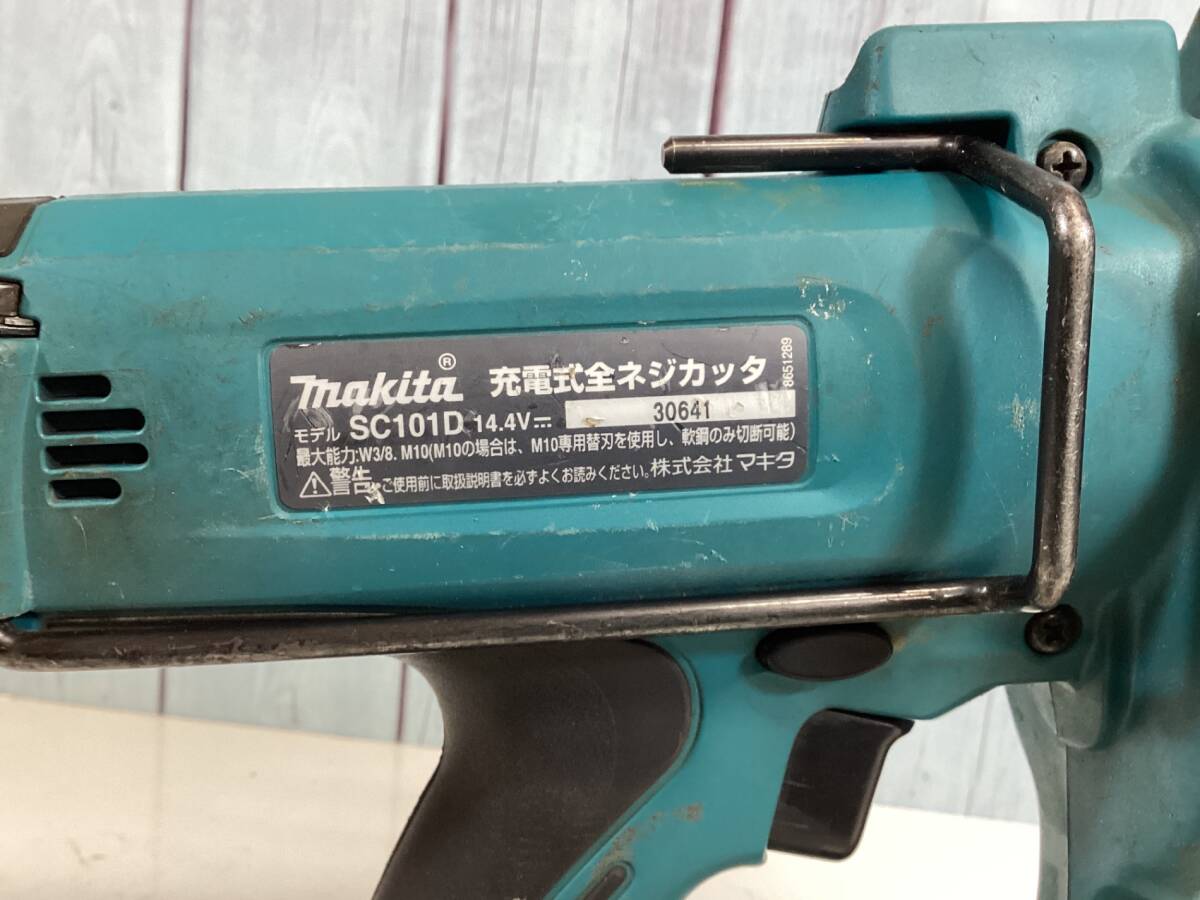 makita® 充電式全ネジカッタ
モデル SC101D 14.4V⎓ 30641
最大能力:W3/8. M10(M10の場合は、M10専用替刃を使用し、軟鋼のみ切断可能)
⚠警告 ご使用前に取扱説明書を必ずよくお読みください。株式会社マキタ
8651289